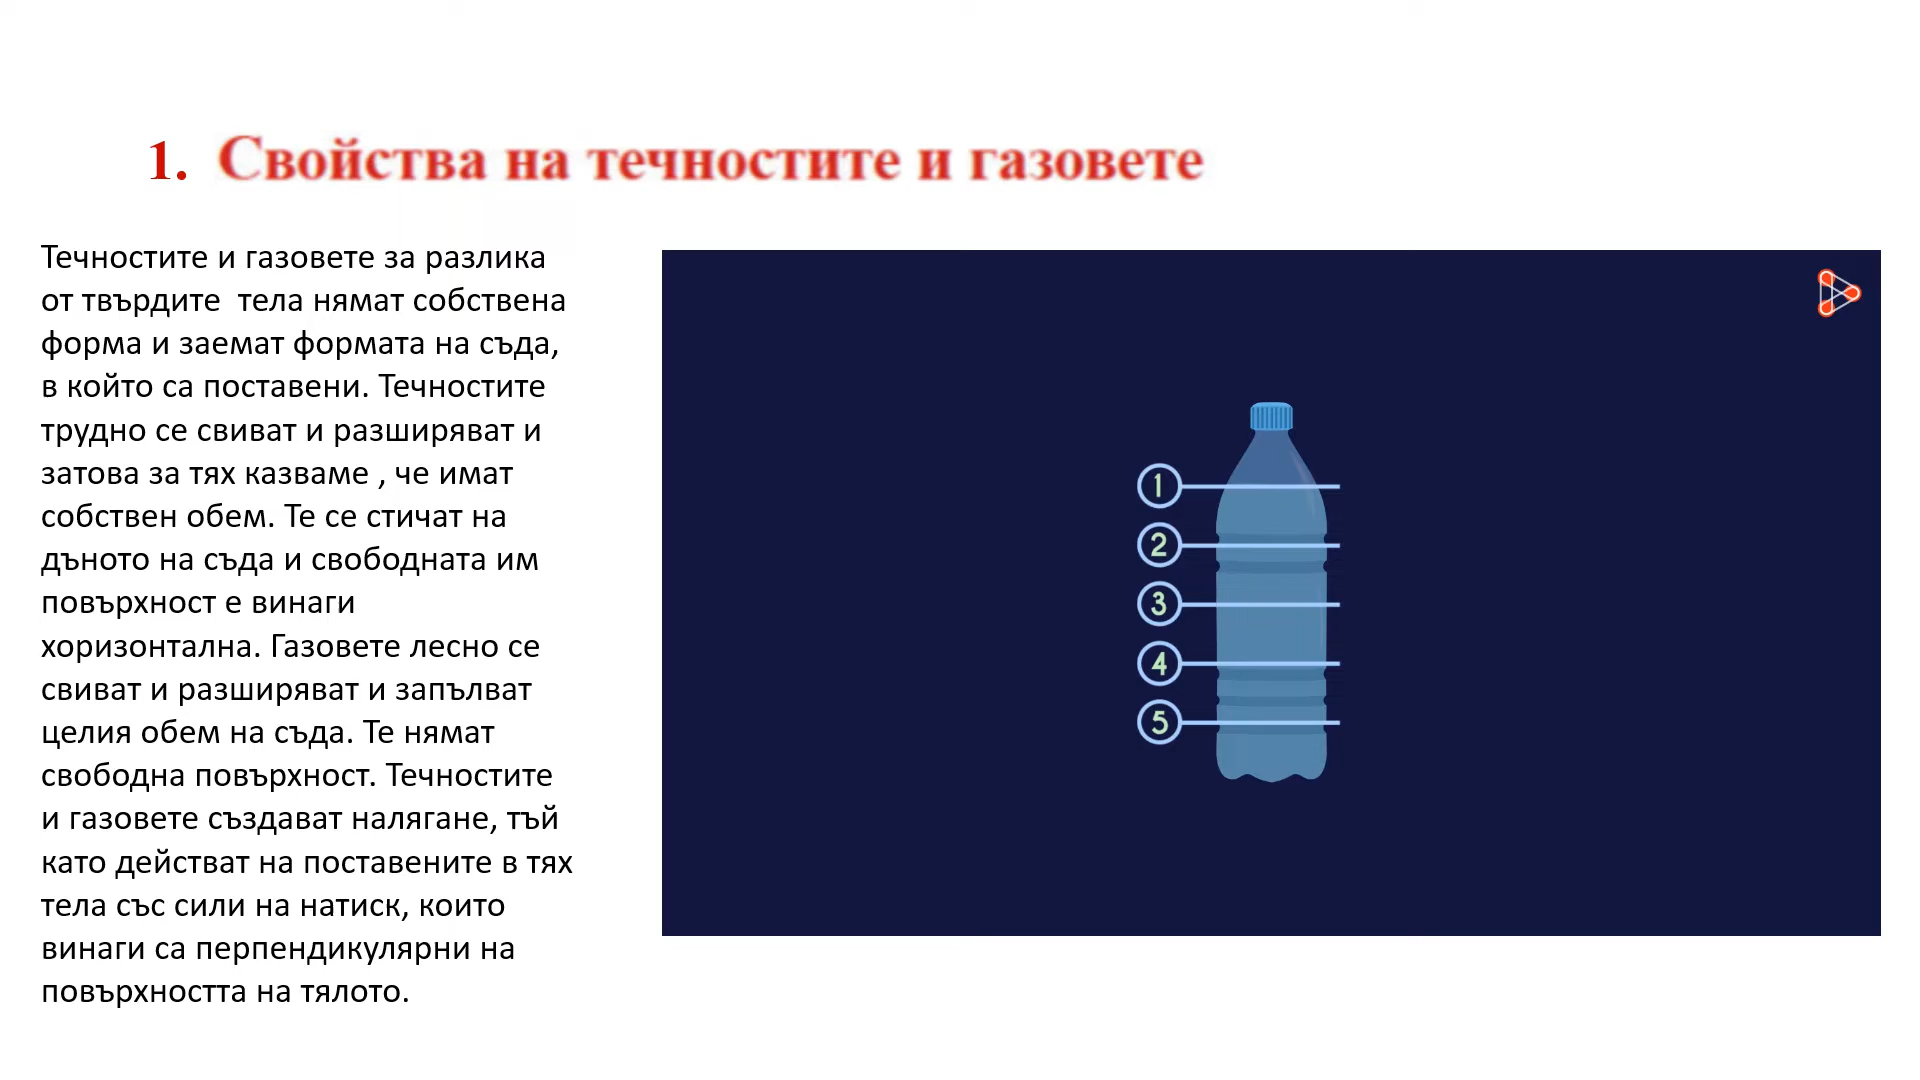 1. Свойства на течностите и газовете
Течностите и газовете за разлика
от твърдите тела нямат собствена
форма и заемат формата на съда,
в който са поставени. Течностите
трудно се свиват и разширяват и
затова за тях казваме , че имат
собствен обем. Те се стичат на
дъното на съда и свободната им
повърхност е винаги
хоризонтална. Газовете лесно се
свиват и разширяват и запълват
целия обем на съда. Те нямат
свободна повърхност. Течностите
и газовете създават налягане, тъй
като действат на поставените в тях
тела със сили на натиск, които
винаги са перпендикулярни на
повърхността на тялото.
1
2
3
4
5